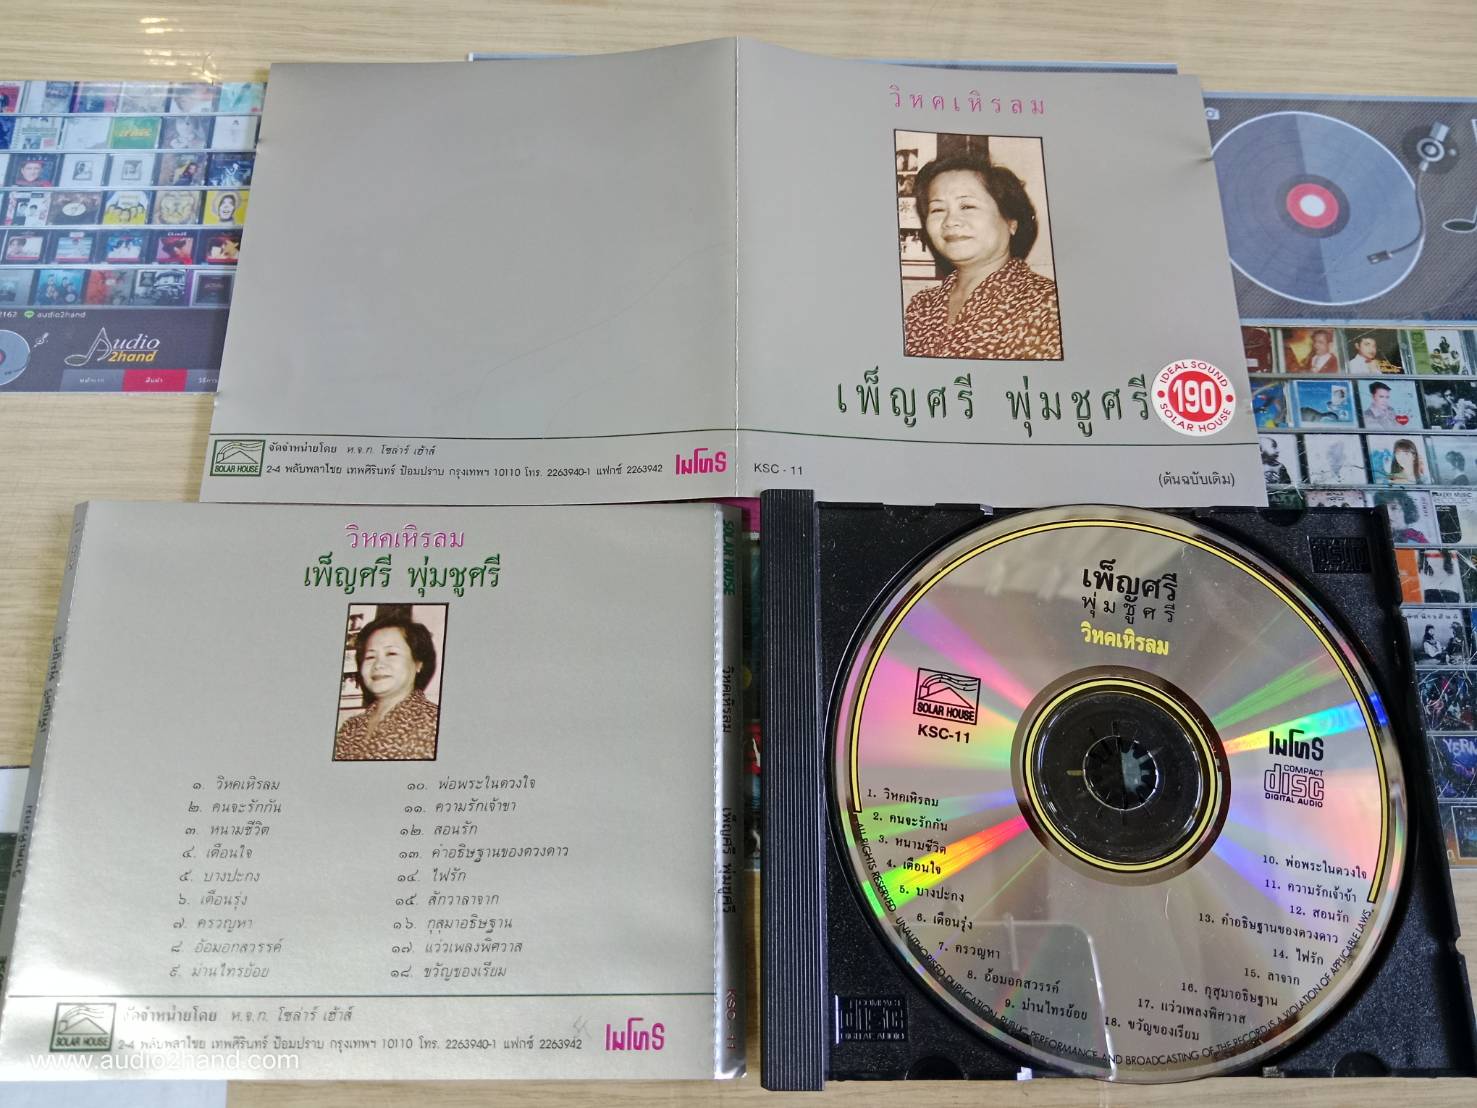 วิหคเหิรลม
เพ็ญศรี พุ่มชูศรี
IDEAL SOUND
190
SOLAR HOUSE
SOLAR HOUSE
จัดจำหน่ายโดย ห.จ.ก. โซล่าร์ เฮ้าส์
2-4 พลับพลาไชย เทพศิรินทร์ ป้อมปราบ กรุงเทพฯ 10110 โทร. 2263940-1 แฟกซ์ 2263942
เมโทร
KSC - 11
(ต้นฉบับเดิม)
audio2hand
Audio
2hand
วิหคเหิรลม
เพ็ญศรี พุ่มชูศรี
๑. วิหคเหิรลม
๒. คนจะรักกัน
๓. หนามชีวิต
๔. เตือนใจ
๕. บางปะกง
๖. เดือนรุ่ง
๗. ครวญหา
๘. อ้อมอกสวรรค์
๙. ม่านไทรย้อย
๑๐. พ่อพระในดวงใจ
๑๑. ความรักเจ้าขา
๑๒. สอนรัก
๑๓. คำอธิษฐานของดวงดาว
๑๔. ไฟรัก
๑๕. สักวาลาจาก
๑๖. กุสุมาอธิษฐาน
๑๗. แว่วเพลงพิศวาส
๑๘. ขวัญของเรียม
SOLAR HOUSE
จัดจำหน่ายโดย ห.จ.ก. โซล่าร์ เฮ้าส์
2-4 พลับพลาไชย เทพศิรินทร์ ป้อมปราบ กรุงเทพฯ 10110 โทร. 2263940-1 แฟกซ์ 2263942
เมโทร
www.audio2hand.com
KSC - 11
เพ็ญศรี พุ่มชูศรี
วิหคเหิรลม
SOLAR HOUSE
วิหคเหิรลม
เพ็ญศรี พุ่มชูศรี
KSC - 11
เพ็ญศรี
พุ่มชูศรี
วิหคเหิรลม
SOLAR HOUSE
KSC-11
เมโทร
COMPACT
disc
DIGITAL AUDIO
1. วิหคเหิรลม
2. คนจะรักกัน
3. หนามชีวิต
4. เตือนใจ
5. บางปะกง
6. เดือนรุ่ง
7. ครวญหา
8. อ้อมอกสวรรค์
9. ม่านไทรย้อย
10. พ่อพระในดวงใจ
11. ความรักเจ้าข้า
12. สอนรัก
13. คำอธิษฐานของดวงดาว
14. ไฟรัก
15. ลาจาก
16. กุสุมาอธิษฐาน
17. แว่วเพลงพิศวาส
18. ขวัญของเรียม
ALL RIGHTS RESERVED. UNAUTHORISED DUPLICATION, PUBLIC PERFORMANCE AND BROADCASTING OF THE RECORD IS A VIOLATION OF APPLICABLE LAWS.